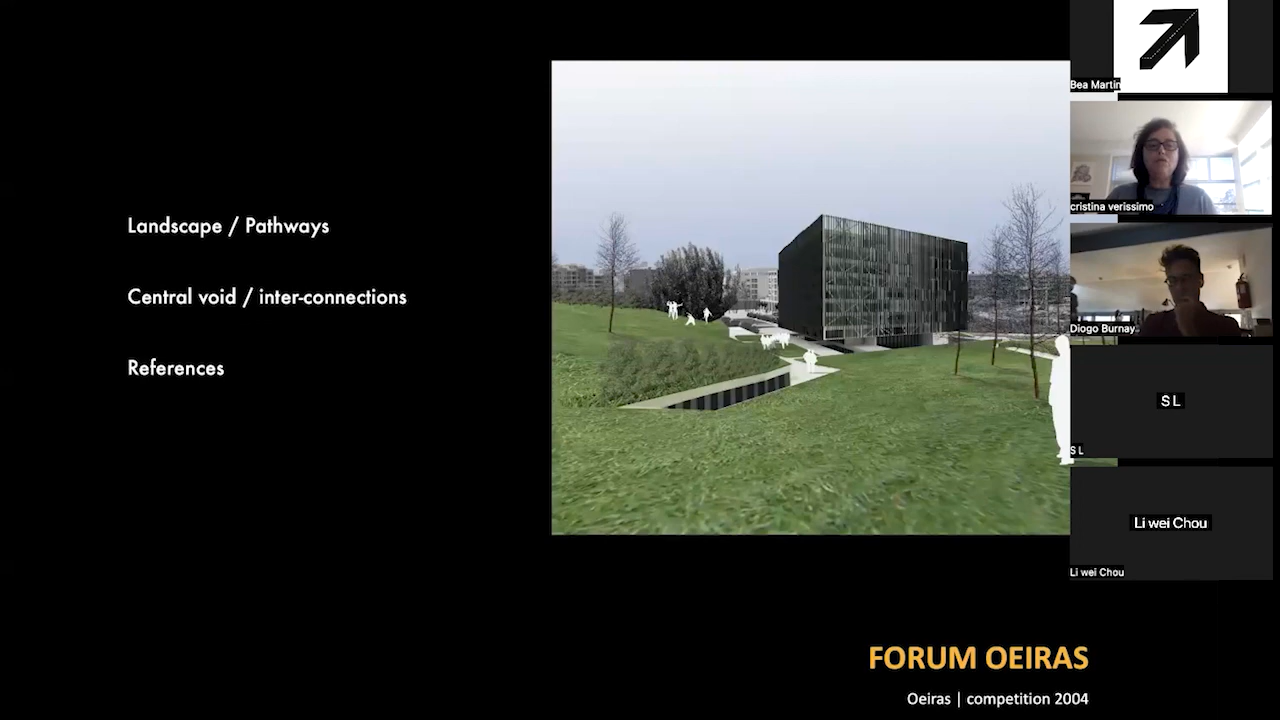 Landscape / Pathways
Central void / inter-connections
References
FORUM OEIRAS
Oeiras | competition 2004
Bea Martin
cristina verissimo
Diogo Burnay
S L
S L
Li wei Chou
Li wei Chou